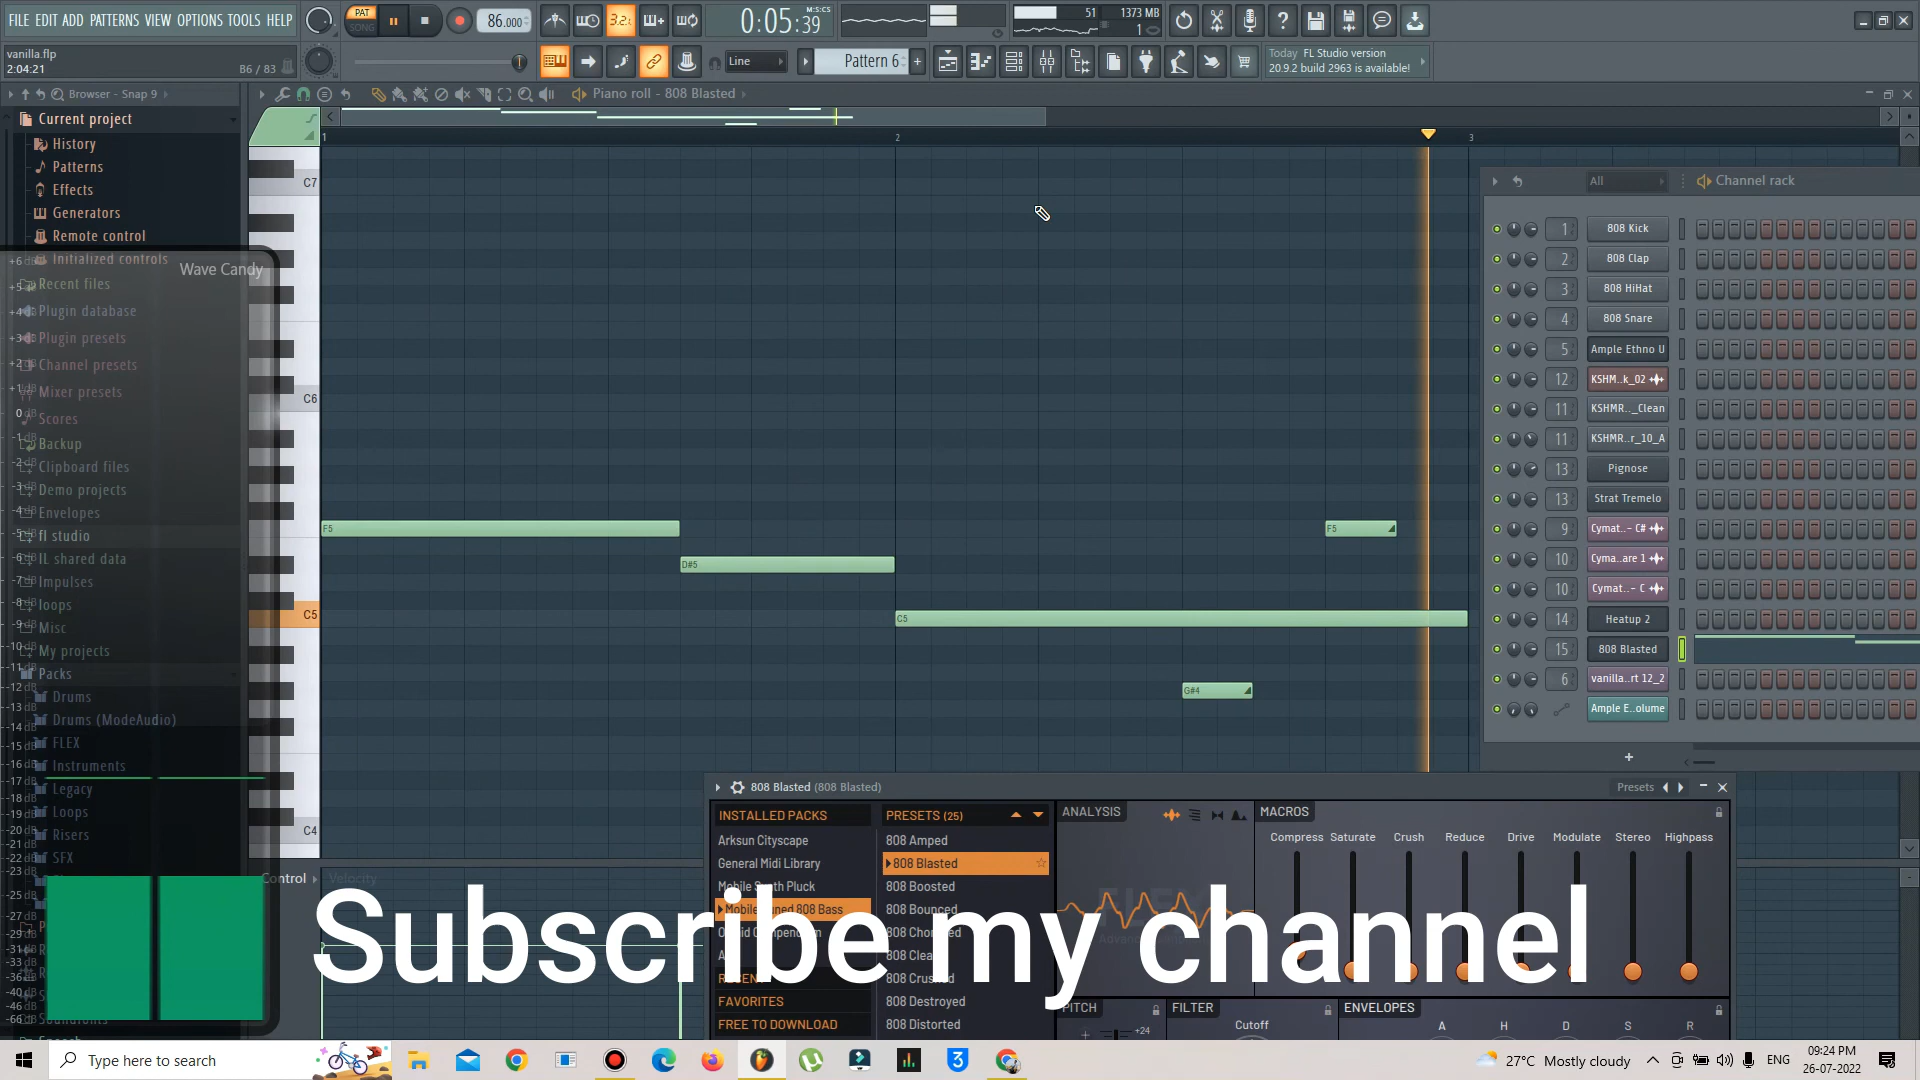 FILE EDIT ADD PATTERNS VIEW OPTIONS TOOLS HELP
PAT
SONG
3.2.
86.000
0:05:39
M:S:CS
51
1373 MB
1
vanilla.flp
2:04:21
B6 / 83
Line
Pattern 6
+
Today FL Studio version
20.9.2 build 2963 is available!
Browser - Snap 9
Piano roll - 808 Blasted
Current project
History
Patterns
Effects
Generators
Remote control
Initialized controls
Wave Candy
Recent files
Plugin database
Plugin presets
Channel presets
Mixer presets
Scores
Backup
Clipboard files
Demo projects
Envelopes
fl studio
IL shared data
Impulses
loops
Misc
My projects
Packs
Drums
Drums (ModeAudio)
FLEX
Instruments
Legacy
Loops
Risers
SFX
1
2
3
C7
C6
C5
C4
F5
D#5
C5
G#4
F5
All
Channel rack
1 808 Kick
2 808 Clap
3 808 HiHat
4 808 Snare
5 Ample Ethno U
12 KSHM..k_02
11 KSHMR.._Clean
11 KSHMR..r_10_A
13 Pignose
13 Strat Tremelo
9 Cymat..- C#
10 Cyma..are 1
10 Cymat..- C
14 Heatup 2
15 808 Blasted
6 vanilla..rt 12_2
Ample E..olume
+
Control
Velocity
808 Blasted (808 Blasted)
Presets
INSTALLED PACKS
Arksun Cityscape
General Midi Library
Mobile Synth Pluck
Mobile Tuned 808 Bass
RECENT
FAVORITES
FREE TO DOWNLOAD
PRESETS (25)
808 Amped
808 Blasted
808 Boosted
808 Bounced
808 Crushed
808 Destroyed
808 Distorted
ANALYSIS
MACROS
Compress Saturate Crush Reduce Drive Modulate Stereo Highpass
PITCH
+24
FILTER
Cutoff
ENVELOPES
A H D S R
Subscribe my channel
Type here to search
27°C Mostly cloudy
ENG
09:24 PM
26-07-2022